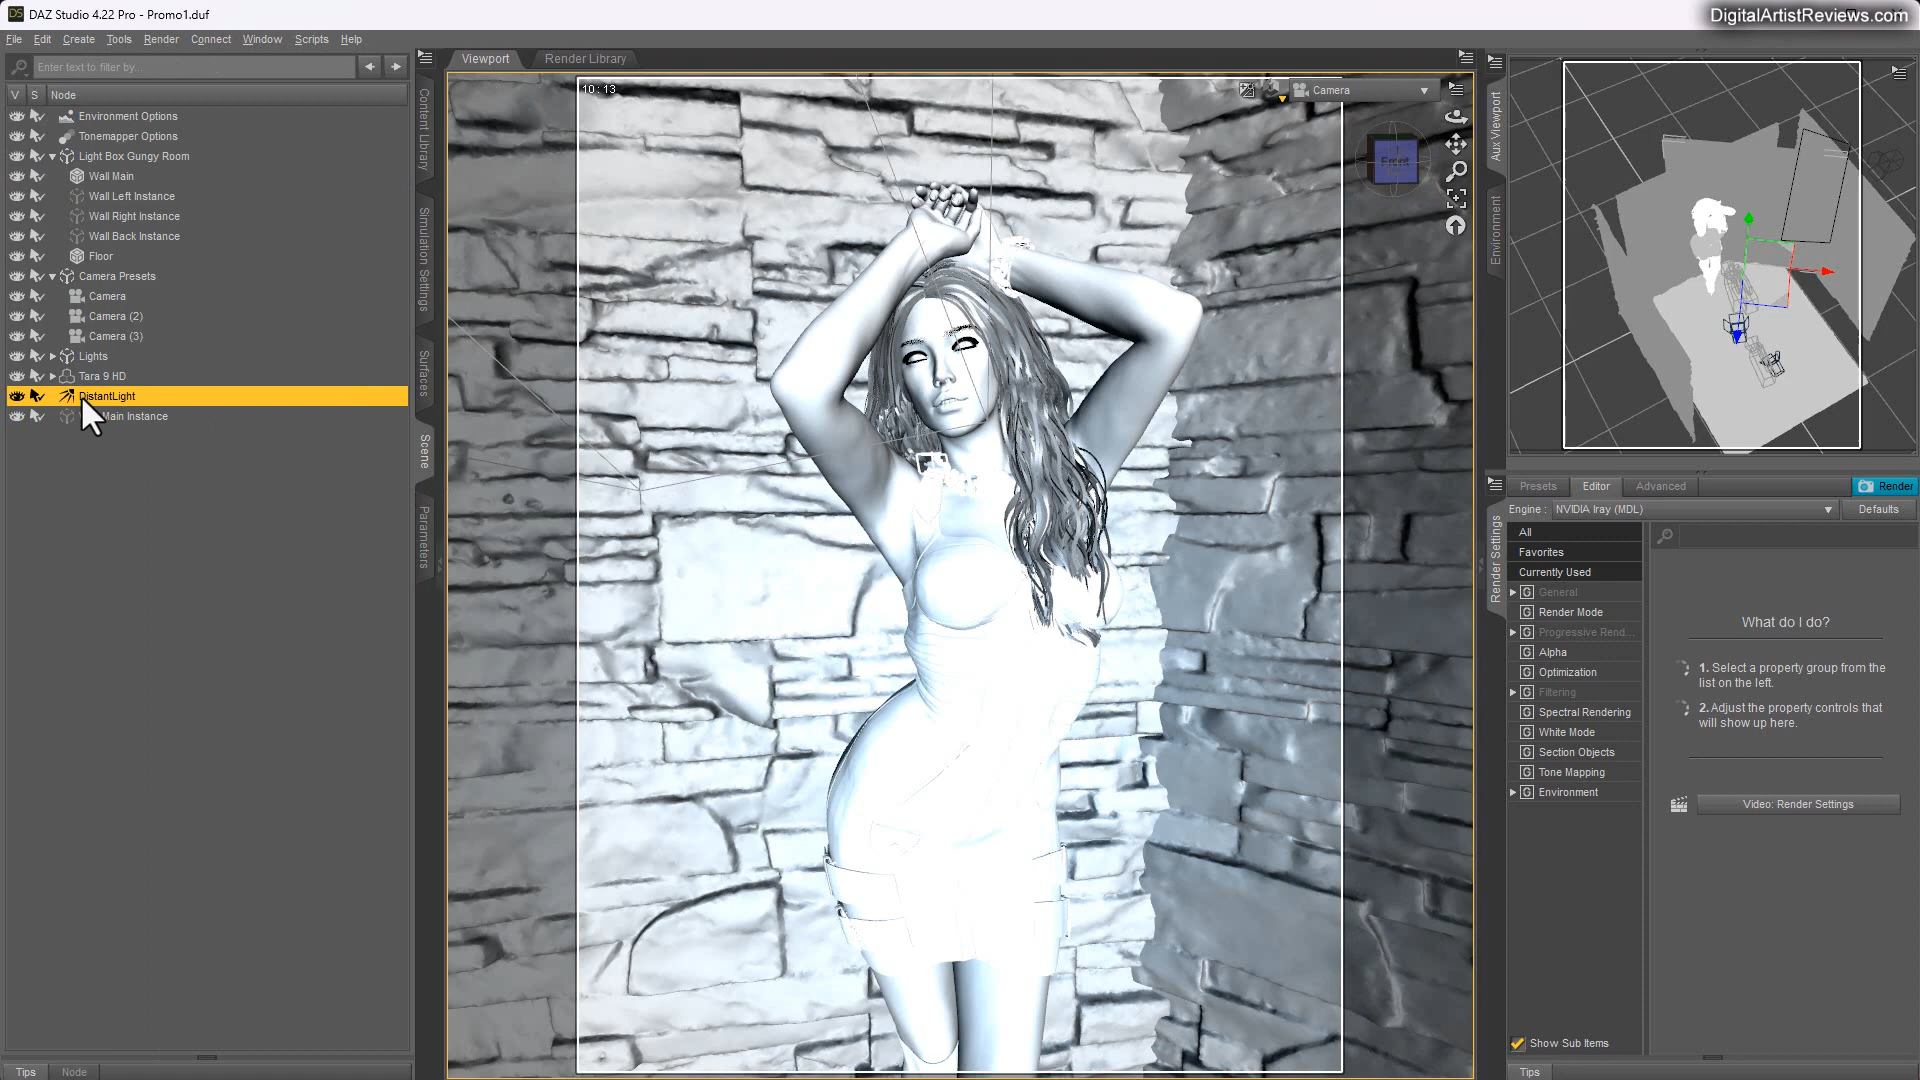 DS DAZ Studio 4.22 Pro - Promo1.duf
DigitalArtistReviews.com
File Edit Create Tools Render Connect Window Scripts Help
Enter text to filter by...
V S Node
Environment Options
Tonemapper Options
Light Box Gungy Room
Wall Main
Wall Left Instance
Wall Right Instance
Wall Back Instance
Floor
Camera Presets
Camera
Camera (2)
Camera (3)
Lights
Tara 9 HD
DistantLight
Main Instance
Tips Node
Content Library
Simulation Settings
Surfaces
Scene
Parameters
Viewport Render Library
10 : 13
Camera
Front
Aux Viewport
Environment
Render Settings
Presets Editor Advanced Render
Engine : NVIDIA Iray (MDL) Defaults
All
Favorites
Currently Used
G General
G Render Mode
G Progressive Rend...
G Alpha
G Optimization
G Filtering
G Spectral Rendering
G White Mode
G Section Objects
G Tone Mapping
G Environment
Show Sub Items
What do I do?
1. Select a property group from the
list on the left.
2. Adjust the property controls that
will show up here.
Video: Render Settings
Tips